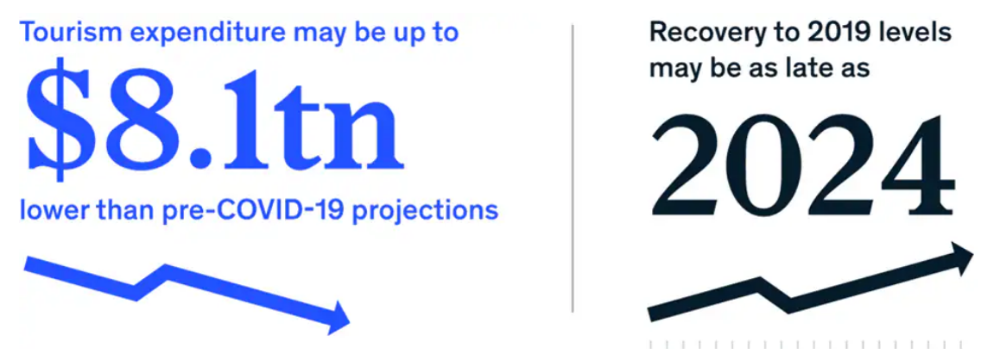 Tourism expenditure may be up to
$8.1tn
lower than pre-COVID-19 projections
Recovery to 2019 levels
may be as late as
2024